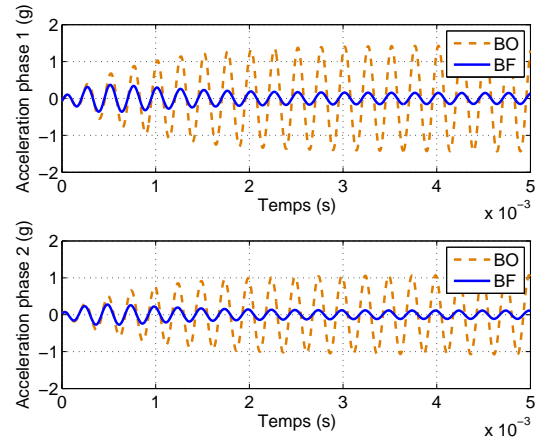 Acceleration phase 1 (g)
2
1
0
−1
−2
BO
BF
0
1
2
3
4
5
Temps (s)
x 10⁻³
Acceleration phase 2 (g)
2
1
0
−1
−2
BO
BF
0
1
2
3
4
5
Temps (s)
x 10⁻³